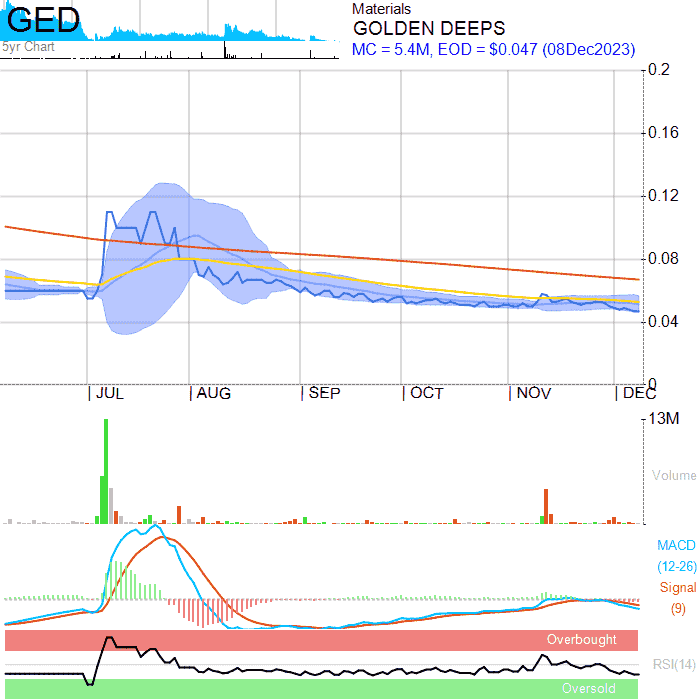 GED
5yr Chart
Materials
GOLDEN DEEPS
MC = 5.4M, EOD = $0.047 (08Dec2023)
0.2
0.16
0.12
0.08
0.04
0
JUL AUG SEP OCT NOV DEC
13M
Volume
MACD
(12-26)
Signal
(9)
Overbought
RSI(14)
Oversold